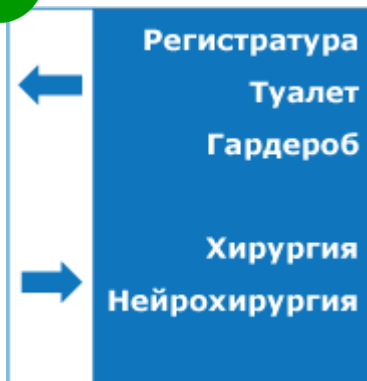 Регистратура
Туалет
Гардероб
Хирургия
Нейрохирургия